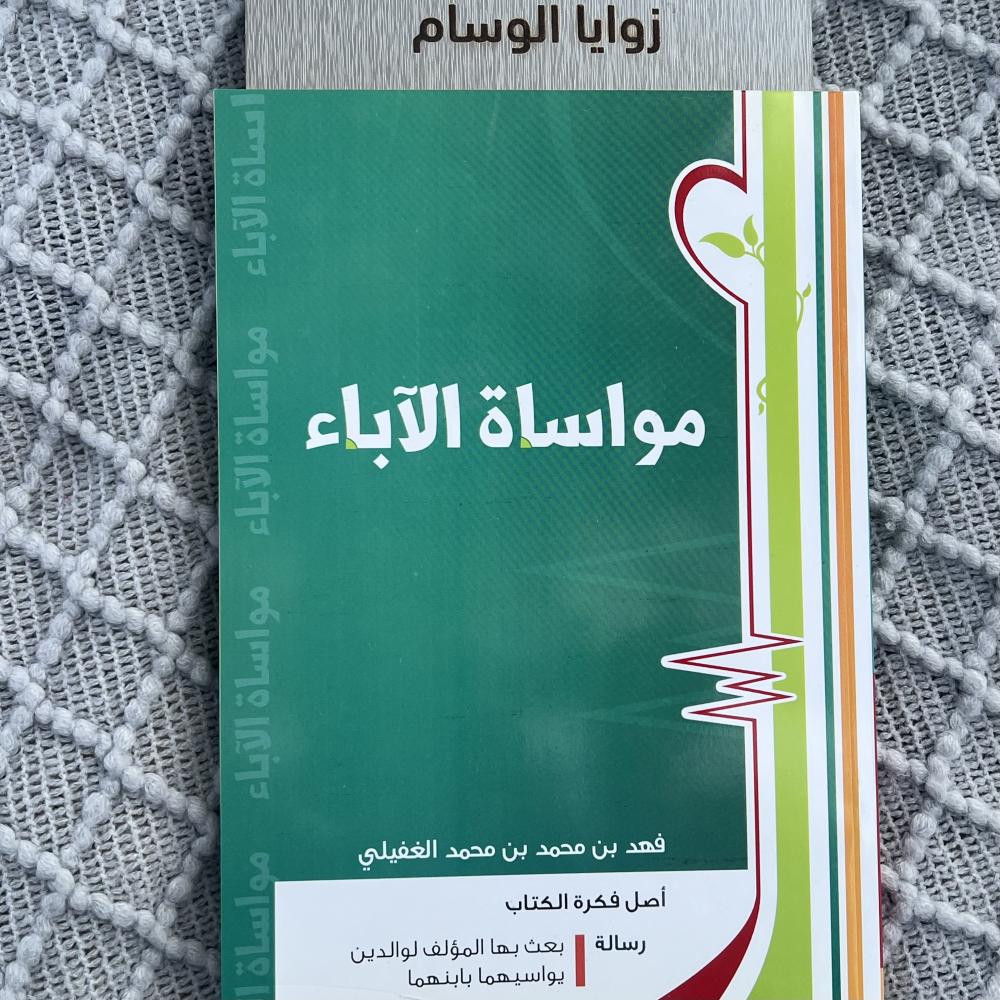 زوايا الوسام
مواساة الآباء
مواساة الآباء
مواساة الآباء
مواساة الآباء
مواساة
فهد بن محمد بن محمد الغفيلي
أصل فكرة الكتاب
رسالة
بعث بها المؤلف لوالدين
يواسيهما بابنهما